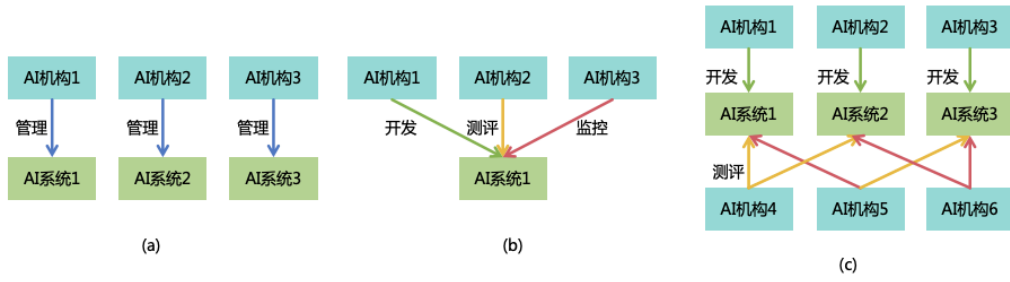 AI机构1 AI机构2 AI机构3
管理 管理 管理
AI系统1 AI系统2 AI系统3
(a)
AI机构1 AI机构2 AI机构3
开发 测评 监控
AI系统1
(b)
AI机构1 AI机构2 AI机构3
开发 开发 开发
AI系统1 AI系统2 AI系统3
测评
AI机构4 AI机构5 AI机构6
(c)